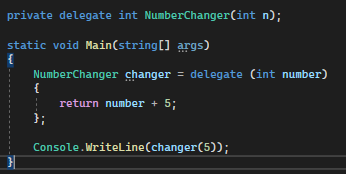 private delegate int NumberChanger(int n);
static void Main(string[] args)
{
NumberChanger changer = delegate (int number)
{
return number + 5;
};
Console.WriteLine(changer(5));
}